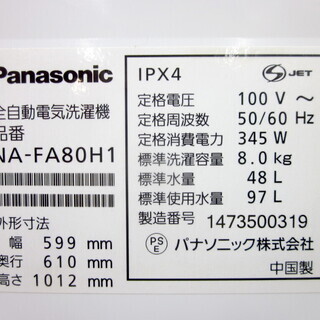 Panasonic
全自動電気洗濯機
品番
NA-FA80H1
外形寸法
幅 599 mm
奥行 610 mm
高さ 1012 mm
IPX4
S JET
定格電圧 100 V ～
定格周波数 50/60 Hz
定格消費電力 345 W
標準洗濯容量 8.0 kg
標準水量 48 L
標準使用水量 97 L
製造番号 1473500319
PS E パナソニック株式会社
中国製